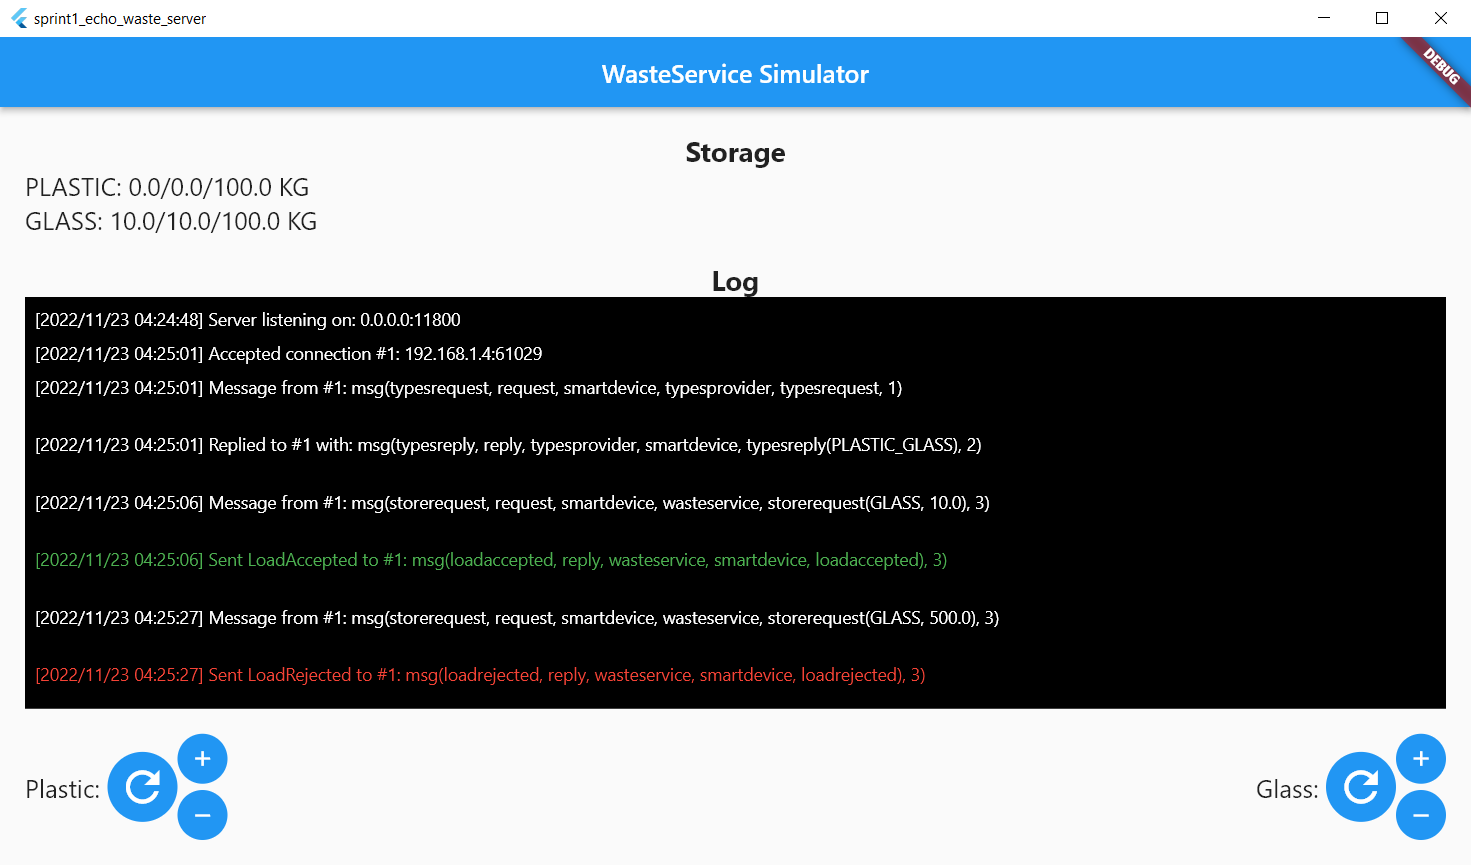 sprint1_echo_waste_server
WasteService Simulator
DEBUG
Storage
PLASTIC: 0.0/0.0/100.0 KG
GLASS: 10.0/10.0/100.0 KG
Log
[2022/11/23 04:24:48] Server listening on: 0.0.0.0:11800
[2022/11/23 04:25:01] Accepted connection #1: 192.168.1.4:61029
[2022/11/23 04:25:01] Message from #1: msg(typesrequest, request, smartdevice, typesprovider, typesrequest, 1)
[2022/11/23 04:25:01] Replied to #1 with: msg(typesreply, reply, typesprovider, smartdevice, typesreply(PLASTIC_GLASS), 2)
[2022/11/23 04:25:06] Message from #1: msg(storerequest, request, smartdevice, wasteservice, storerequest(GLASS, 10.0), 3)
[2022/11/23 04:25:06] Sent LoadAccepted to #1: msg(loadaccepted, reply, wasteservice, smartdevice, loadaccepted), 3)
[2022/11/23 04:25:27] Message from #1: msg(storerequest, request, smartdevice, wasteservice, storerequest(GLASS, 500.0), 3)
[2022/11/23 04:25:27] Sent LoadRejected to #1: msg(loadrejected, reply, wasteservice, smartdevice, loadrejected), 3)
Plastic:
Glass: